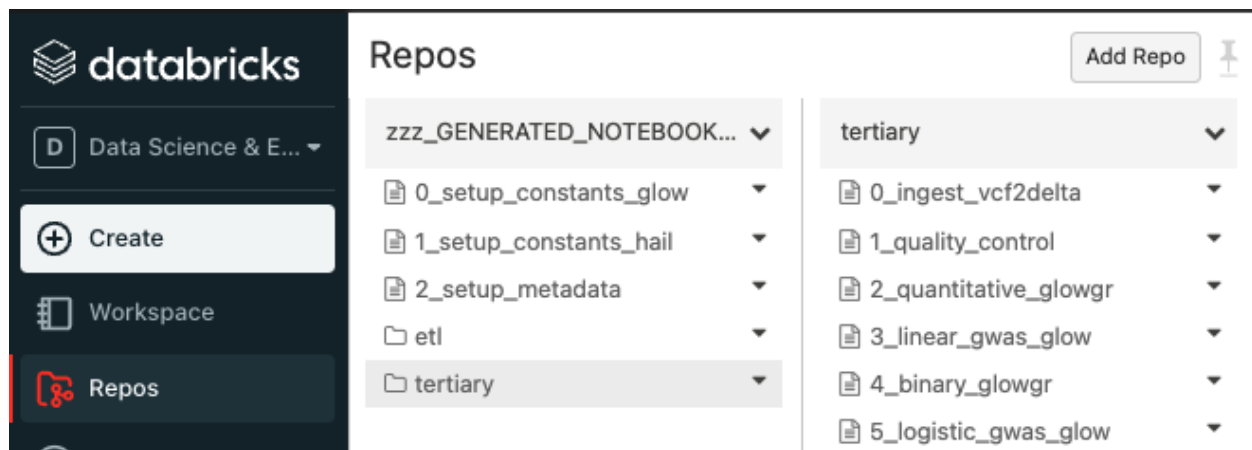 databricks
D Data Science & E...
Create
Workspace
Repos
Repos
Add Repo
zzz_GENERATED_NOTEBOOK...
0_setup_constants_glow
1_setup_constants_hail
2_setup_metadata
etl
tertiary
tertiary
0_ingest_vcf2delta
1_quality_control
2_quantitative_glowgr
3_linear_gwas_glow
4_binary_glowgr
5_logistic_gwas_glow